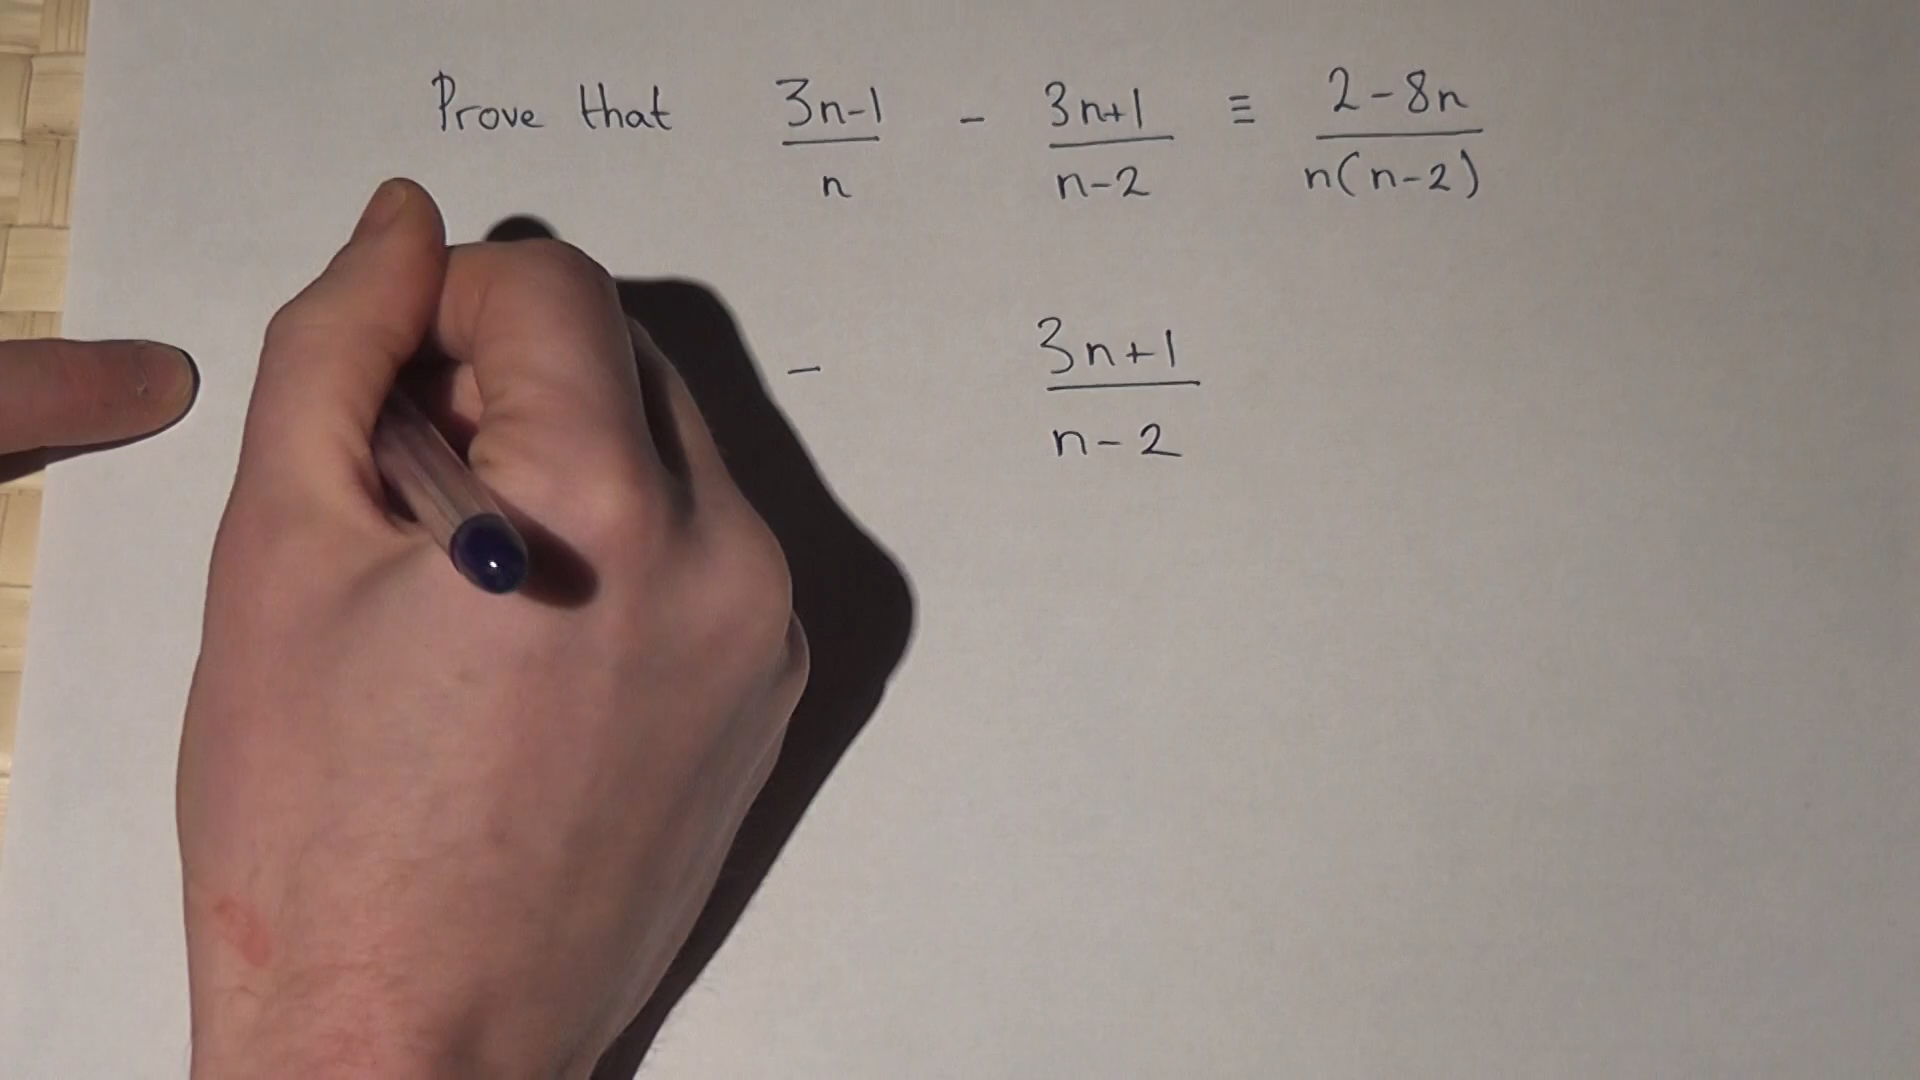 Prove that 3n-1 - 3n+1 ≡ 2-8n
n n-2 n(n-2)
- 3n+1
n-2